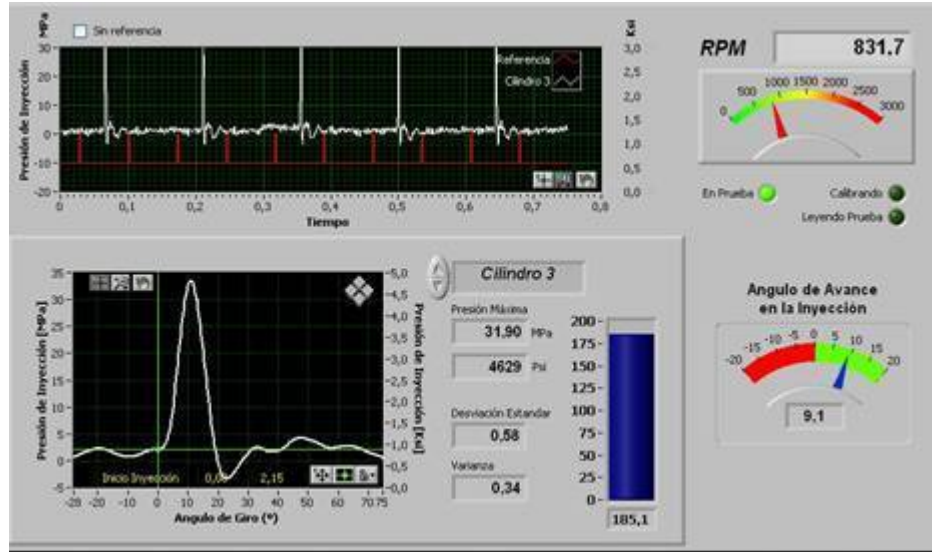 Sin referencia
Presión de Inyección MPa
30
20
10
0
-10
-20
0 0,1 0,2 0,3 0,4 0,5 0,6 0,7 0,8
Tiempo
Referencia
Cilindro 3
Ksi
3,0
2,5
2,0
1,5
1,0
0,5
0,0
RPM 831.7
0 500 1000 1500 2000 2500 3000
En Prueba
Calibrando
Leyendo Prueba
Presión de Inyección [MPa]
35
30
25
20
15
10
5
0
-5
-28 -20 -10 0 10 20 30 40 50 60 70 75
Angulo de Giro (º)
Inicio Inyección 2,15
5,0
4,5
4,0
3,5
3,0
2,5
2,0
1,5
1,0
0,5
0,0
Presión de Inyección [Ksi]
Cilindro 3
Presión Máxima
31,90 MPa
4629 Psi
Desviación Estandar
0,58
Varianza
0,34
200
175
150
125
100
75
50
25
0
185,1
Angulo de Avance
en la Inyección
-20 -15 -10 -5 0 5 10 15 20
9,1